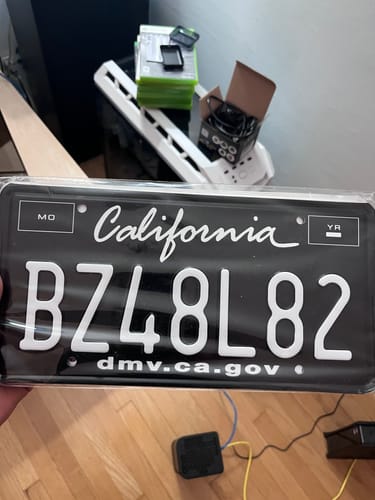 MO
YR
California
BZ48L82
dmv.ca.gov